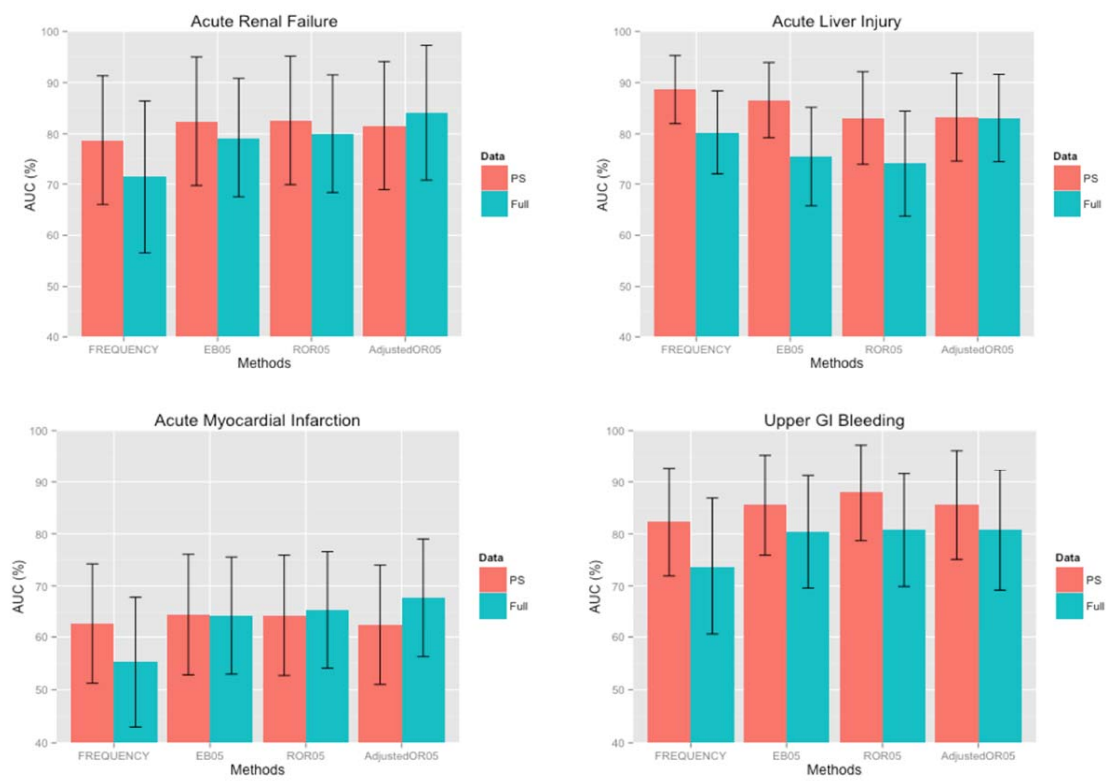 Acute Renal Failure
100
90
80
70
60
50
40
AUC (%)
FREQUENCY EB05 ROR05 AdjustedOR05
Methods
Data
PS
Full
Acute Liver Injury
100
90
80
70
60
50
40
AUC (%)
FREQUENCY EB05 ROR05 AdjustedOR05
Methods
Data
PS
Full
Acute Myocardial Infarction
100
90
80
70
60
50
40
AUC (%)
FREQUENCY EB05 ROR05 AdjustedOR05
Methods
Data
PS
Full
Upper GI Bleeding
100
90
80
70
60
50
40
AUC (%)
FREQUENCY EB05 ROR05 AdjustedOR05
Methods
Data
PS
Full